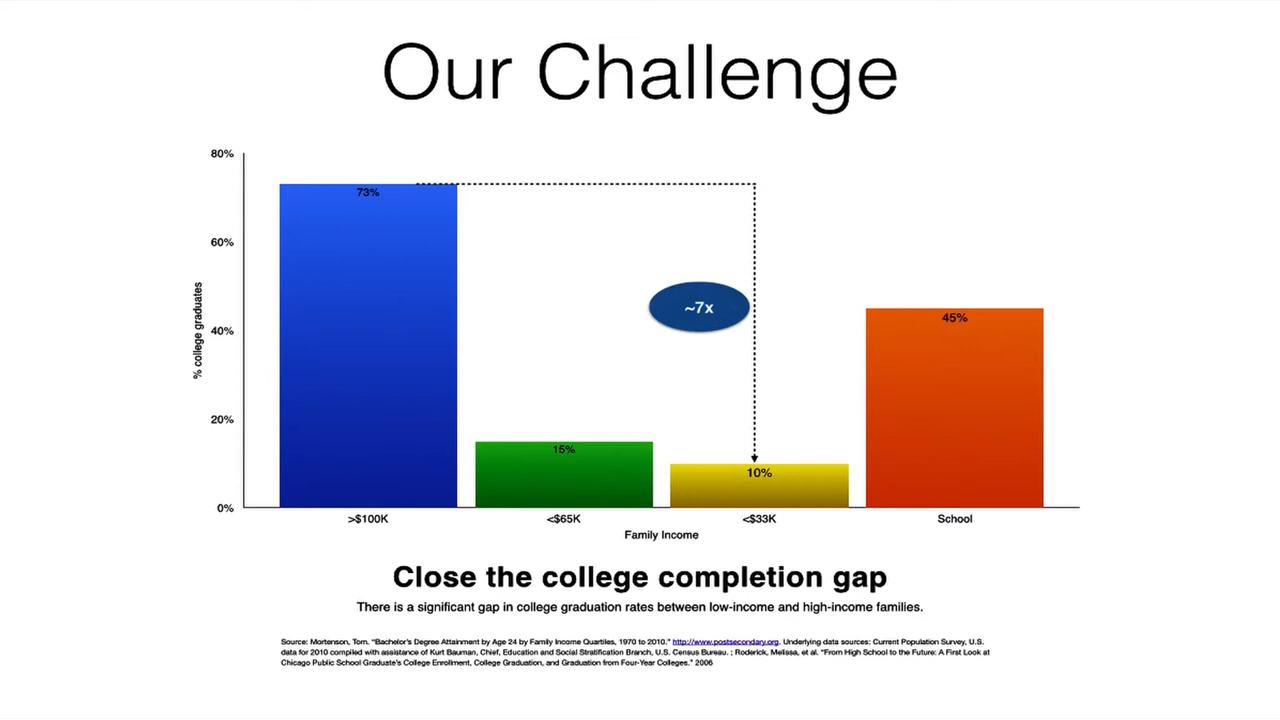 Our Challenge
80%
60%
40%
20%
0%
% college graduates
73%
15%
10%
45%
~7x
>$100K
<$65K
<$33K
School
Family Income
Close the college completion gap
There is a significant gap in college graduation rates between low-income and high-income families.
Source: Mortenson, Tom. “Bachelor's Degree Attainment by Age 24 by Family Income Quartiles, 1970 to 2010.” http://www.postsecondary.org. Underlying data sources: Current Population Survey, U.S.
data for 2010 compiled with assistance of Kurt Bauman, Chief, Education and Social Stratification Branch, U.S. Census Bureau. ; Roderick, Melissa, et al. “From High School to the Future: A First Look at
Chicago Public School Graduate's College Enrollment, College Graduation, and Graduation from Four-Year Colleges.” 2006